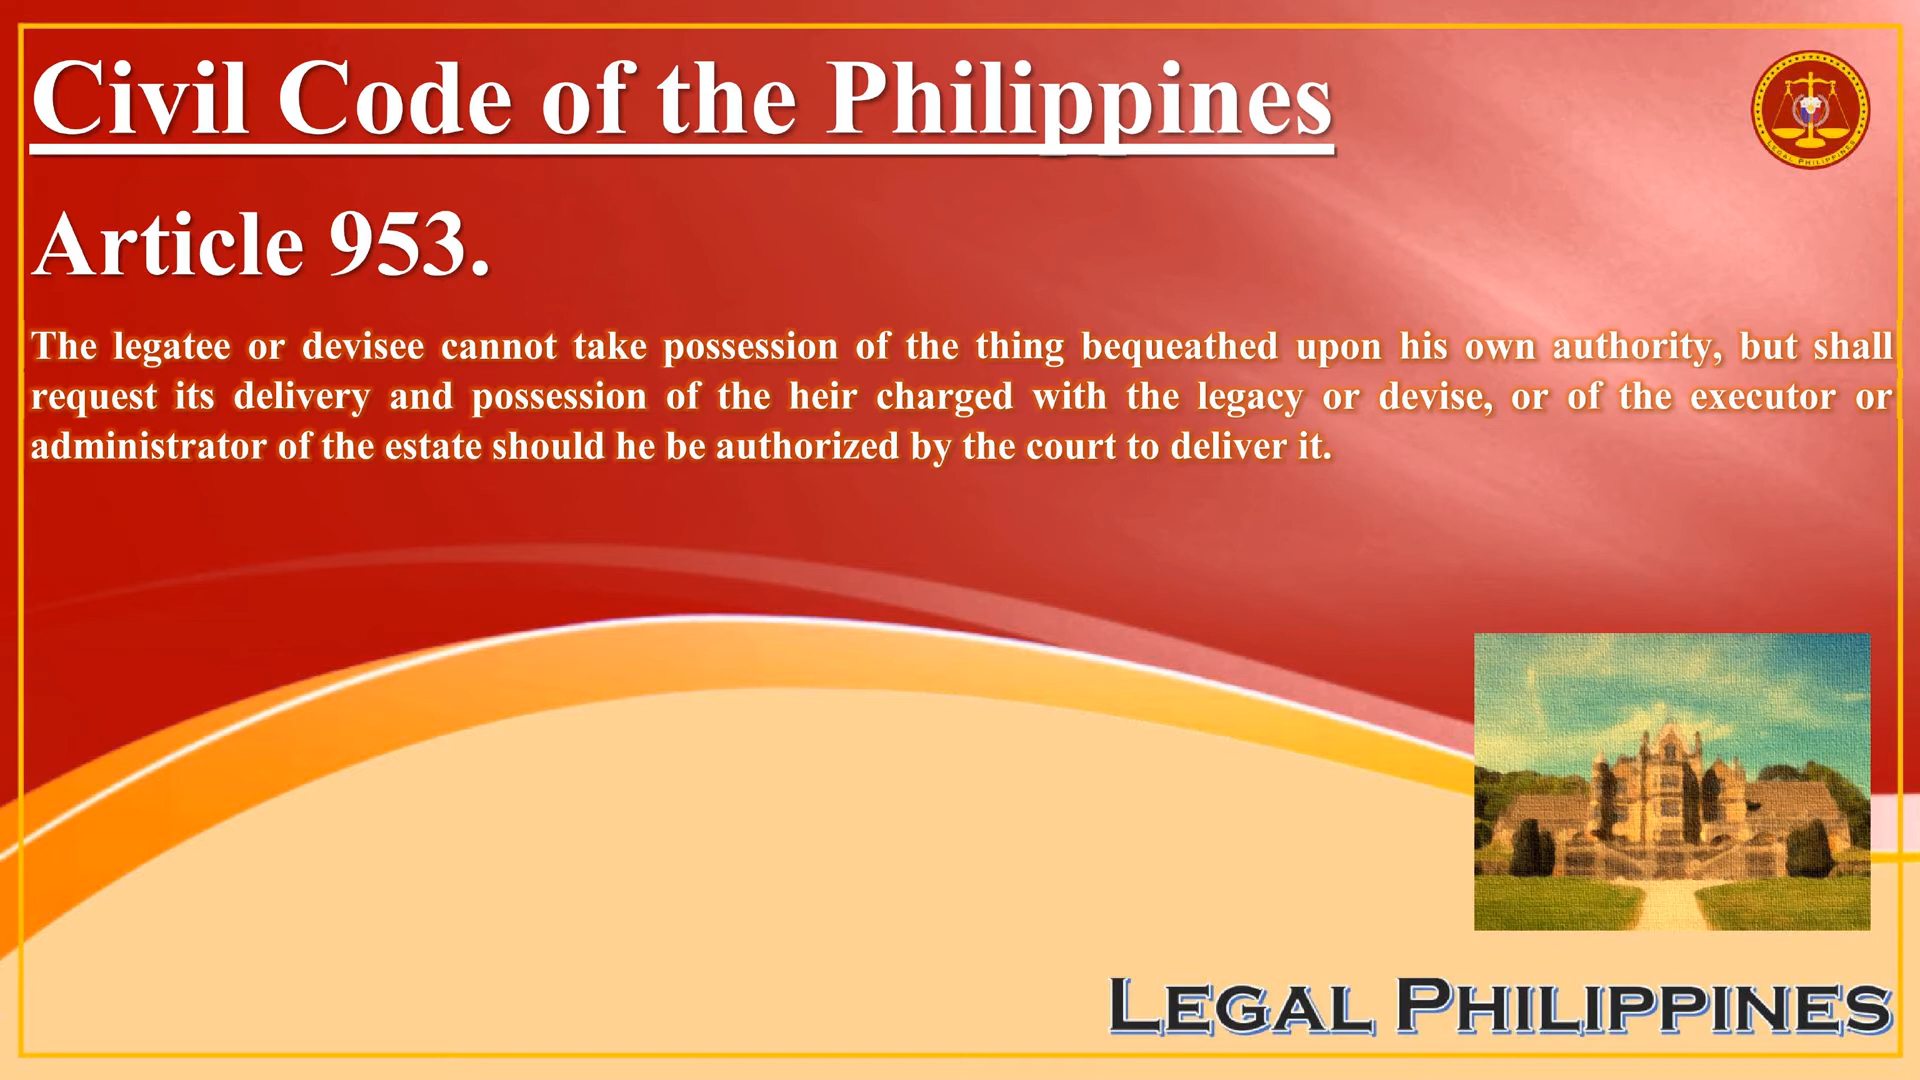 Civil Code of the Philippines
LEGAL PHILIPPINES
Article 953.
The legatee or devisee cannot take possession of the thing bequeathed upon his own authority, but shall
request its delivery and possession of the heir charged with the legacy or devise, or of the executor or
administrator of the estate should he be authorized by the court to deliver it.
LEGAL PHILIPPINES